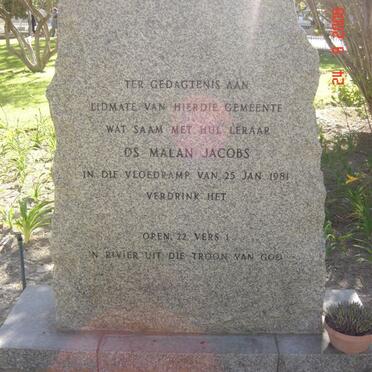 TER GEDAGTENIS AAN
LIDMATE VAN HIERDIE GEMEENTE
WAT SAAM MET HUL LERAAR
DS MALAN JACOBS
IN DIE VLOEDRAMP VAN 25 JAN 1981
VERDRINK HET
OPEN. 22 VERS 1
'N RIVIER UIT DIE TROON VAN GOD